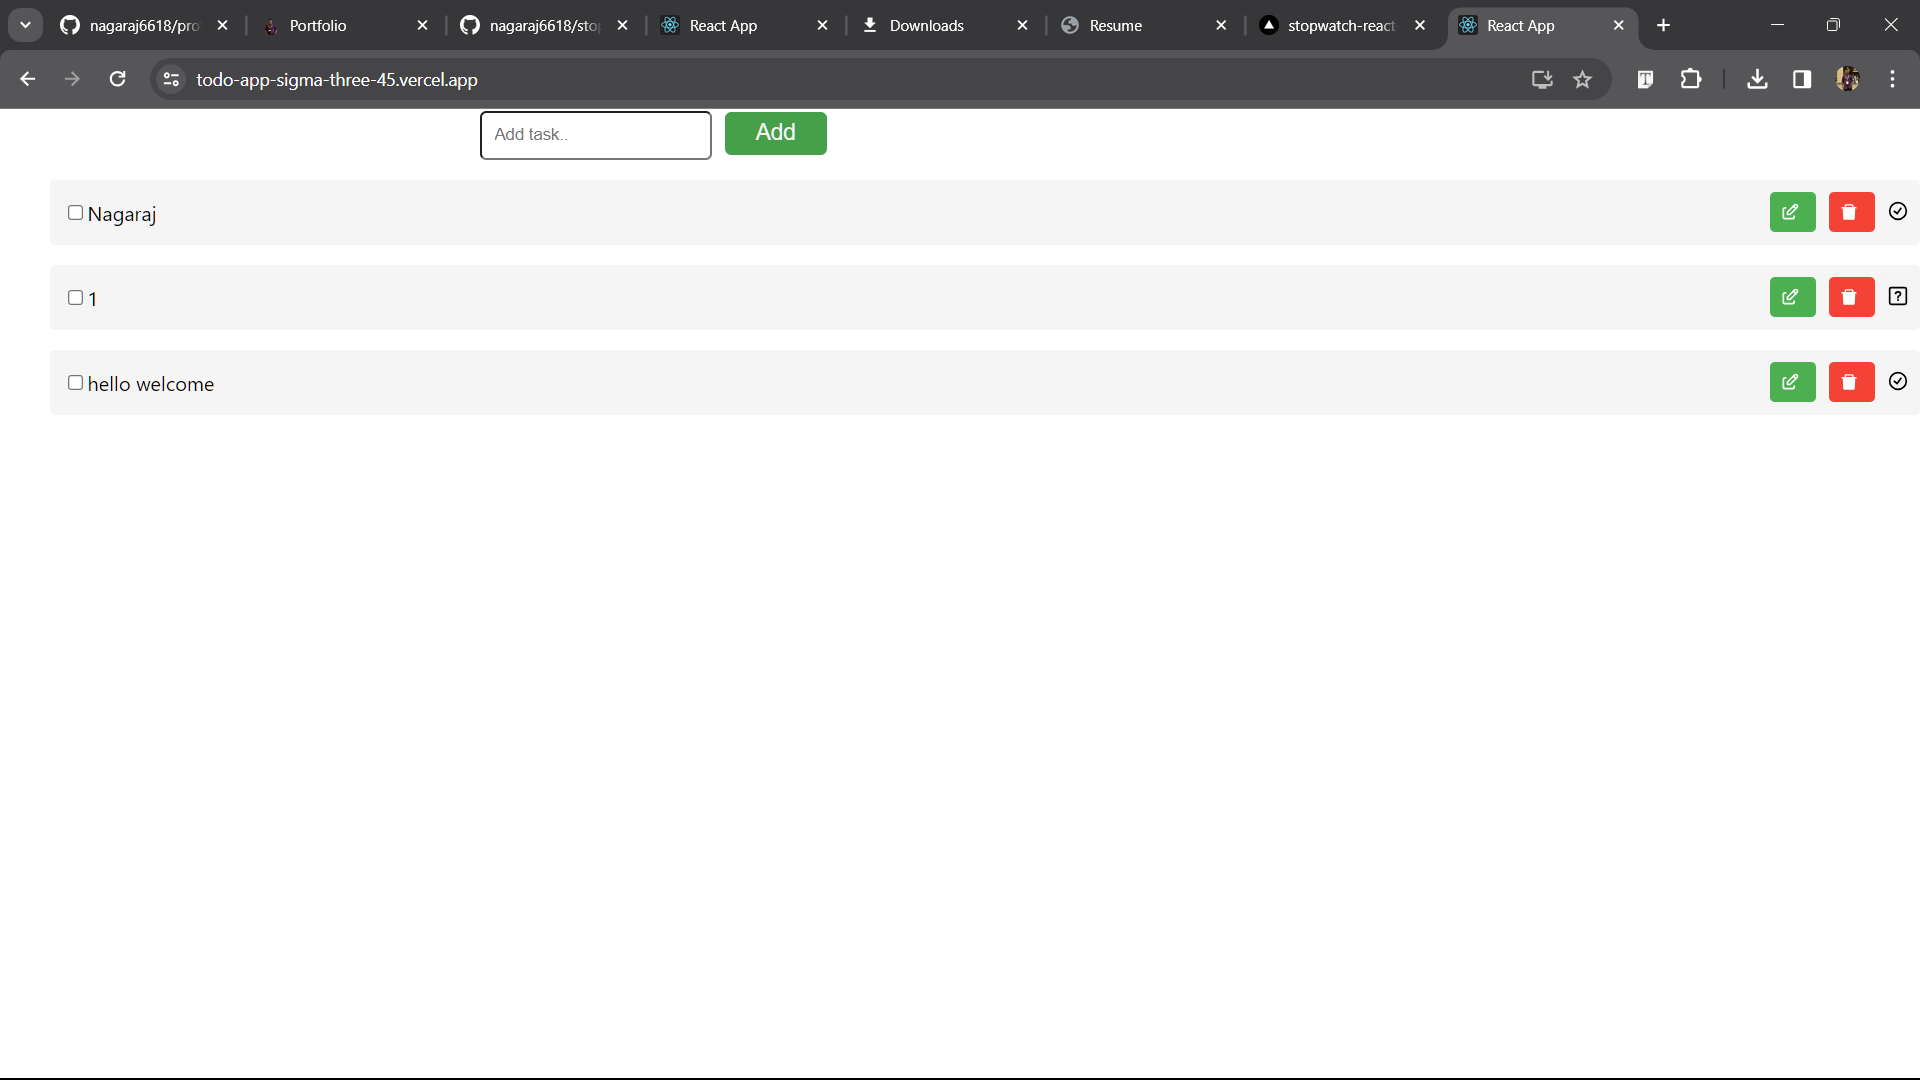 nagaraj6618/pro
Portfolio
nagaraj6618/sto
React App
Downloads
Resume
stopwatch-react
React App
todo-app-sigma-three-45.vercel.app
Add task..
Add
Nagaraj
1
hello welcome